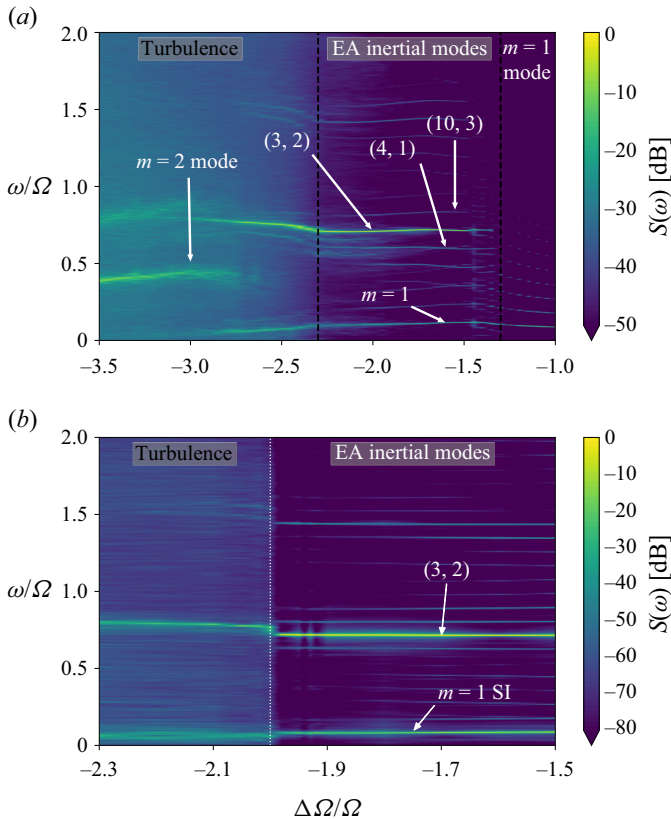 (a)
2.0 Turbulence EA inertial modes m = 1 mode 0
(10, 3)
(3, 2) (4, 1)
1.5 −10
m = 2 mode
ω/Ω 1.0 −20 S(ω) [dB]
−30
0.5 −40
m = 1
0 −50
−3.5 −3.0 −2.5 −2.0 −1.5 −1.0
(b)
2.0 Turbulence EA inertial modes 0
−10
1.5 −20
−30
(3, 2)
ω/Ω 1.0 −40 S(ω) [dB]
−50
0.5 −60
m = 1 SI
−70
0 −80
−2.3 −2.1 −1.9 −1.7 −1.5
ΔΩ/Ω